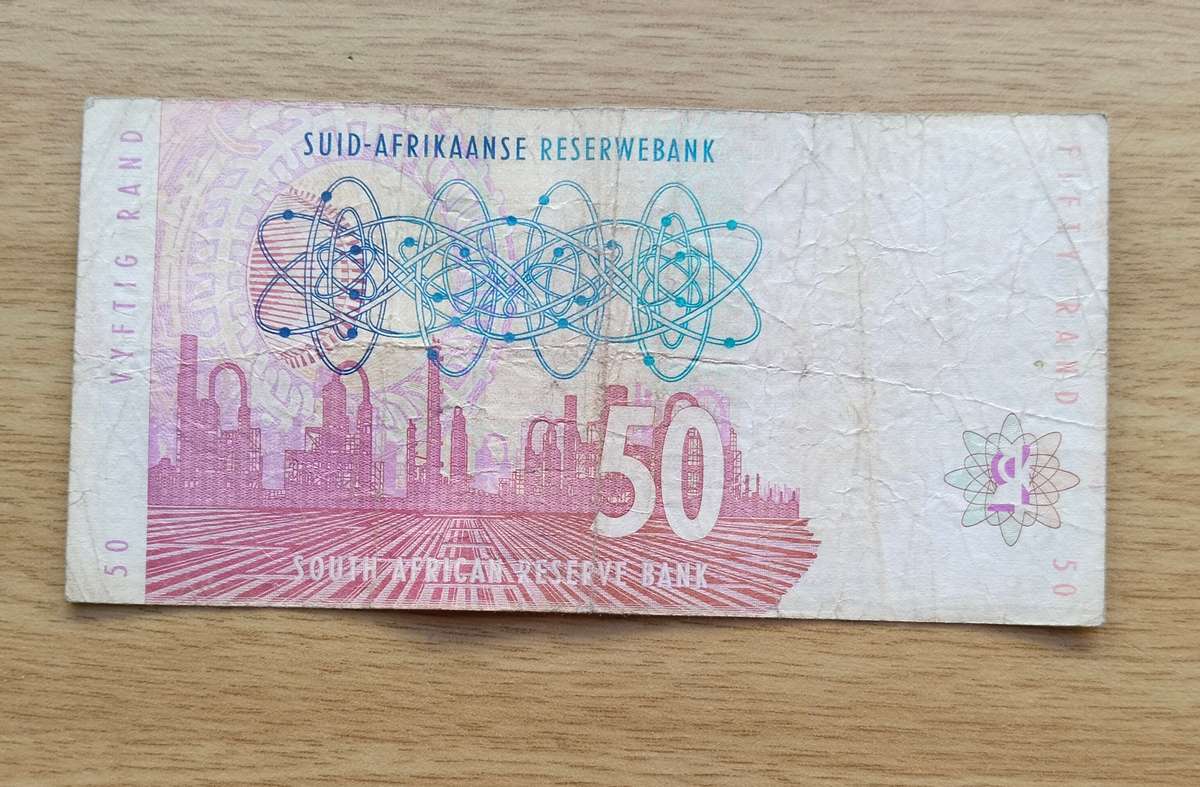 SUID-AFRIKAANSE RESERWEBANK
VYFTIG RAND
50
50
SOUTH AFRICAN RESERVE BANK
FIFTY RAND
50